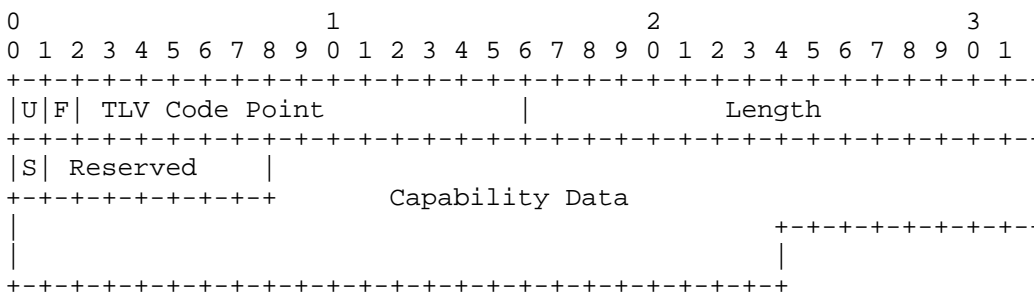 0                   1                   2                   3
0 1 2 3 4 5 6 7 8 9 0 1 2 3 4 5 6 7 8 9 0 1 2 3 4 5 6 7 8 9 0 1
+-+-+-+-+-+-+-+-+-+-+-+-+-+-+-+-+-+-+-+-+-+-+-+-+-+-+-+-+-+-+-+-
|U|F| TLV Code Point            |            Length
+-+-+-+-+-+-+-+-+-+-+-+-+-+-+-+-+-+-+-+-+-+-+-+-+-+-+-+-+-+-+-+-
|S| Reserved    |
+-+-+-+-+-+-+-+-+       Capability Data
|                                               +-+-+-+-+-+-+-+-
|                                               |
+-+-+-+-+-+-+-+-+-+-+-+-+-+-+-+-+-+-+-+-+-+-+-+-+